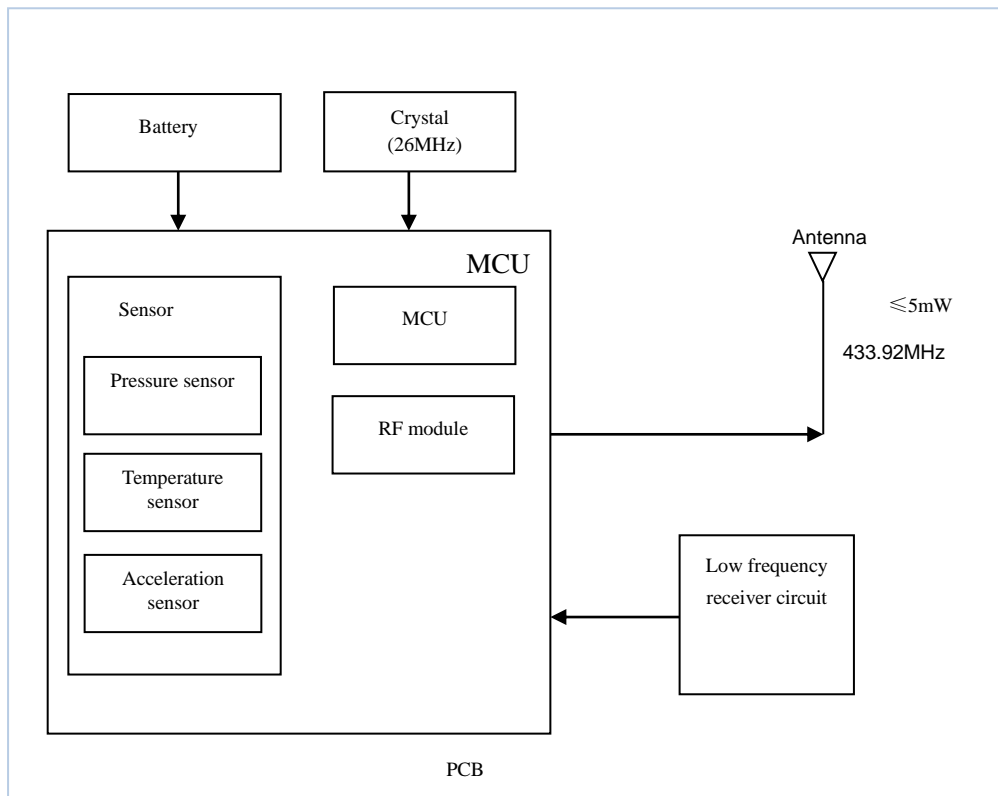 Battery
Crystal
(26MHz)
MCU
Sensor
Pressure sensor
Temperature
sensor
Acceleration
sensor
MCU
RF module
Antenna
≤5mW
433.92MHz
Low frequency
receiver circuit
PCB